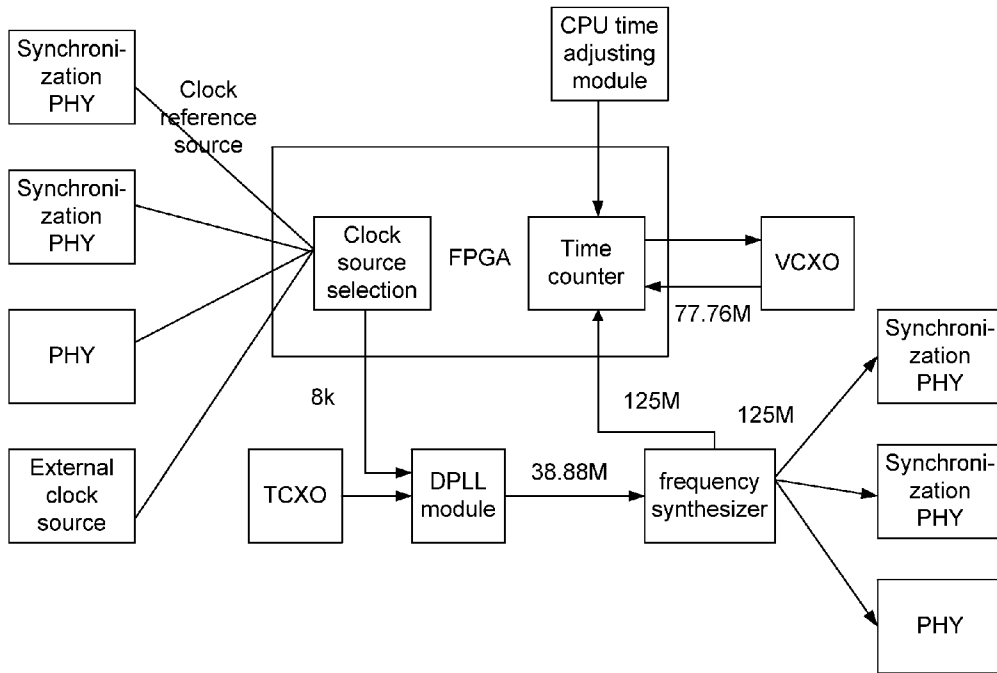 CPU time
adjusting
module
Synchroni-
zation
PHY
Clock
reference
source
Synchroni-
zation
PHY
Clock
source
selection
FPGA
Time
counter
VCXO
77.76M
PHY
Synchroni-
zation
PHY
8k
125M
125M
External
clock
source
TCXO
DPLL
module
38.88M
frequency
synthesizer
Synchroni-
zation
PHY
PHY